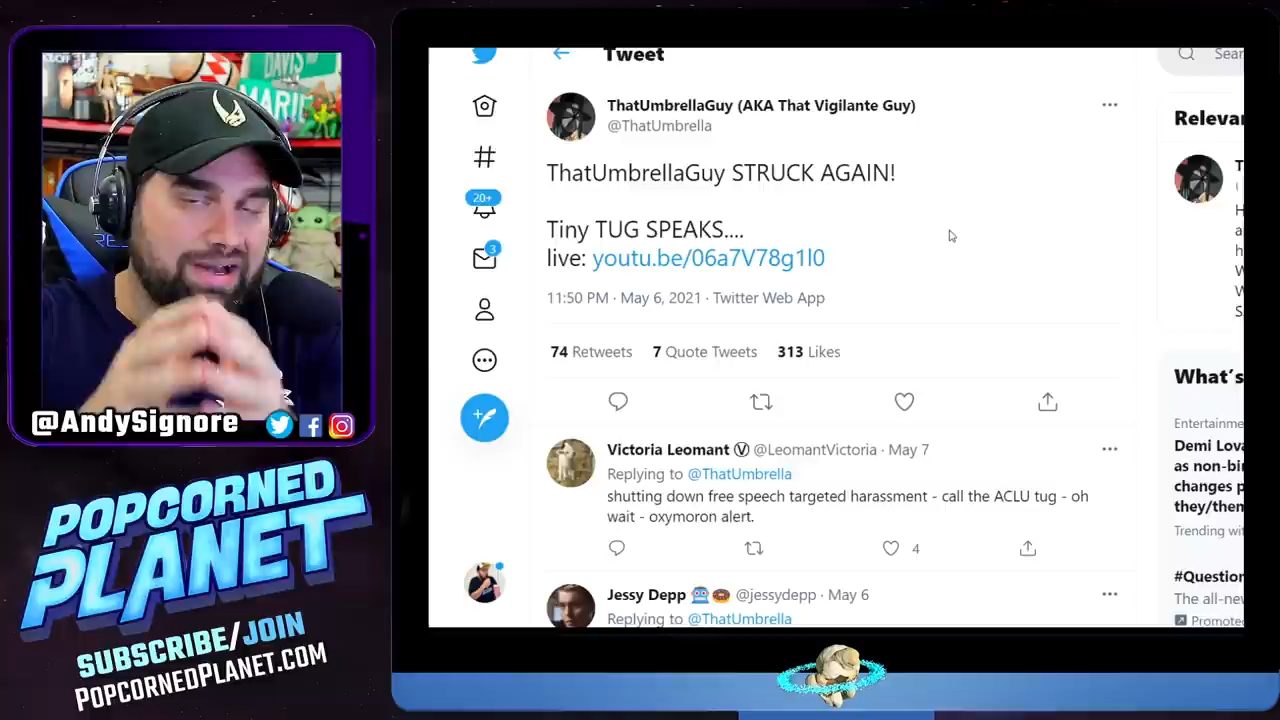 DAVIS
MARIE
@AndySignore
POPCORNED
PLANET
SUBSCRIBE/JOIN
POPCORNEDPLANET.COM
Tweet
ThatUmbrellaGuy (AKA That Vigilante Guy)
@ThatUmbrella
ThatUmbrellaGuy STRUCK AGAIN!
Tiny TUG SPEAKS....
live: youtu.be/06a7V78g1l0
11:50 PM · May 6, 2021 · Twitter Web App
74 Retweets 7 Quote Tweets 313 Likes
20+
3
Victoria Leomant Ⓥ @LeomantVictoria · May 7
Replying to @ThatUmbrella
shutting down free speech targeted harassment - call the ACLU tug - oh
wait - oxymoron alert.
4
Jessy Depp @jessydepp · May 6
Replying to @ThatUmbrella
Sear
Relevar
What's
Entertainme
Demi Lova
as non-bi
changes p
they/them
Trending wit
#Question
The all-new
Promoted